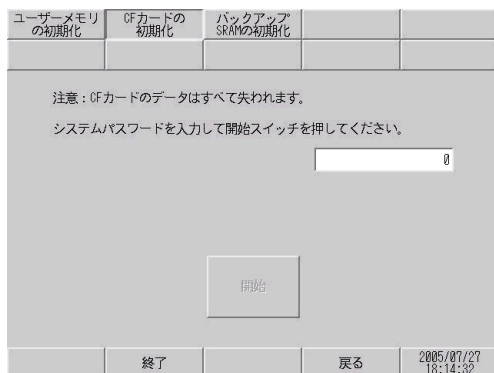 ユーザーメモリ
の初期化
CFカードの
初期化
バックアップ
SRAMの初期化
注意：CFカードのデータはすべて失われます。
システムパスワードを入力して開始スイッチを押してください。
0
開始
終了
戻る
2005/07/27
18:14:32